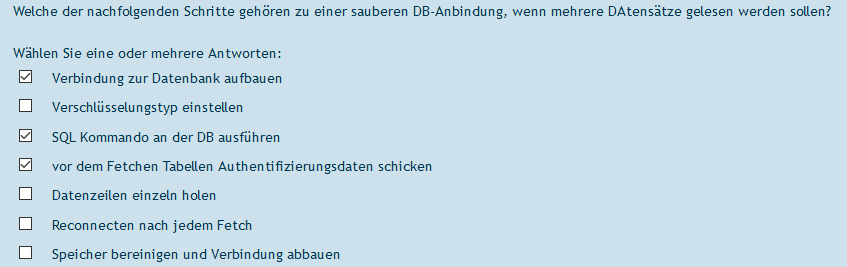 Welche der nachfolgenden Schritte gehören zu einer sauberen DB-Anbindung, wenn mehrere DAtensätze gelesen werden sollen?
Wählen Sie eine oder mehrere Antworten:
Verbindung zur Datenbank aufbauen
Verschlüsselungstyp einstellen
SQL Kommando an der DB ausführen
vor dem Fetchen Tabellen Authentifizierungsdaten schicken
Datenzeilen einzeln holen
Reconnecten nach jedem Fetch
Speicher bereinigen und Verbindung abbauen